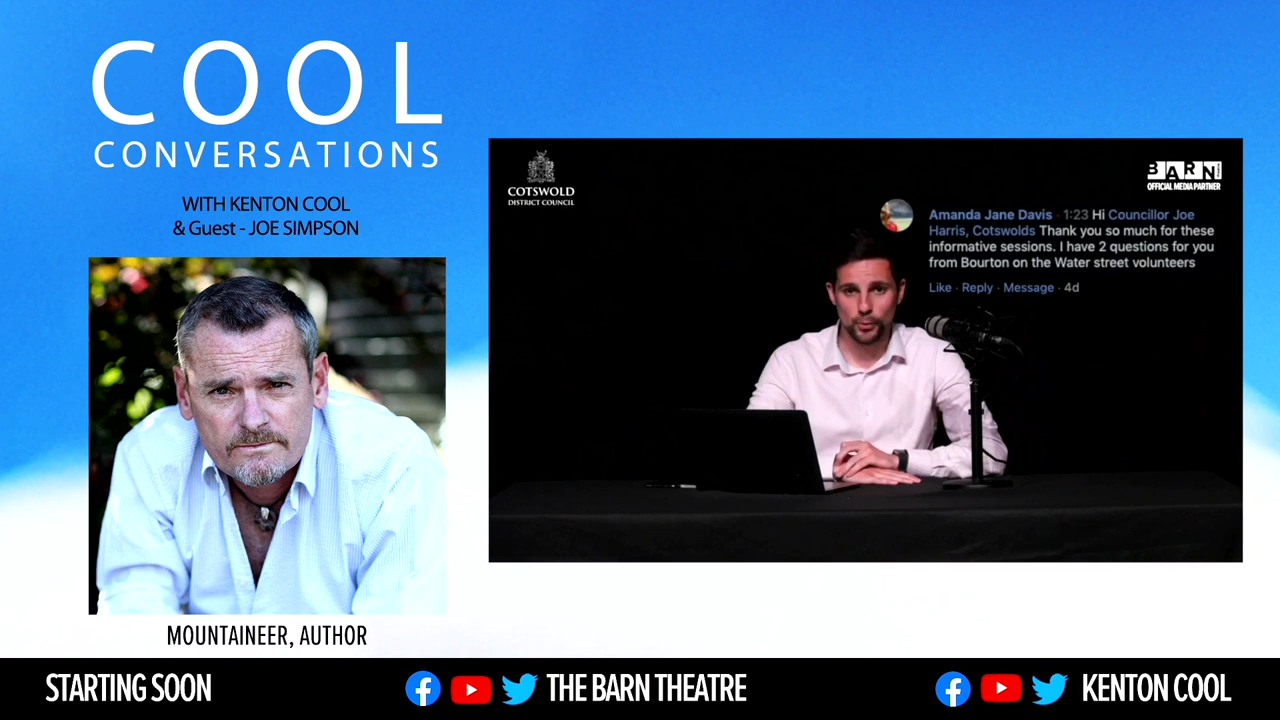 COOL
CONVERSATIONS
WITH KENTON COOL
& Guest - JOE SIMPSON
MOUNTAINEER, AUTHOR
COTSWOLD
DISTRICT COUNCIL
BARN
OFFICIAL MEDIA PARTNER
Amanda Jane Davis · 1:23 Hi Councillor Joe
Harris, Cotswolds Thank you so much for these
informative sessions. I have 2 questions for you
from Bourton on the Water street volunteers
Like · Reply · Message · 4d
STARTING SOON
THE BARN THEATRE
KENTON COOL